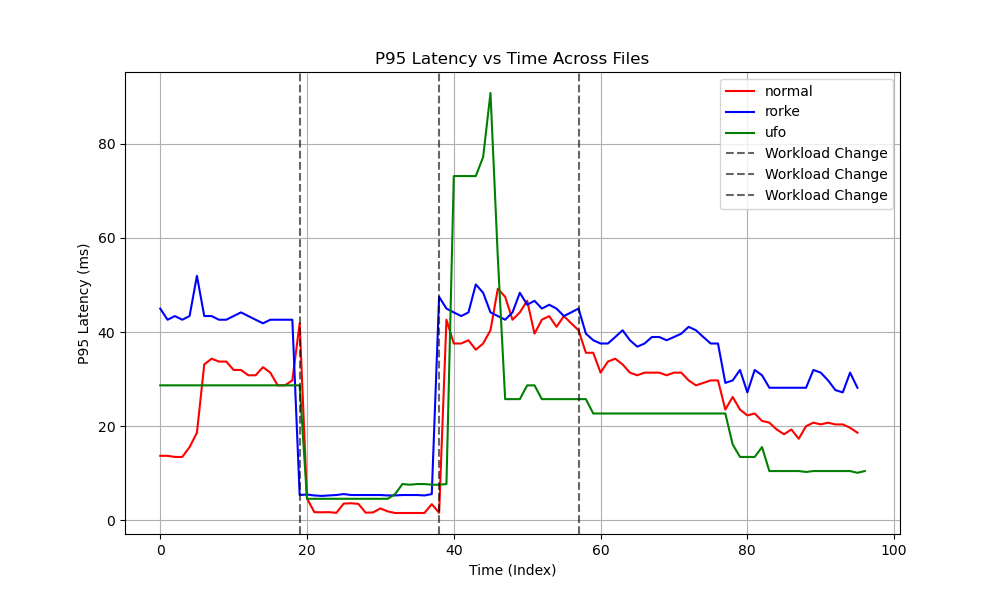 P95 Latency vs Time Across Files
normal
rorke
ufo
Workload Change
Workload Change
Workload Change
P95 Latency (ms)
80
60
40
20
0
0 20 40 60 80 100
Time (Index)